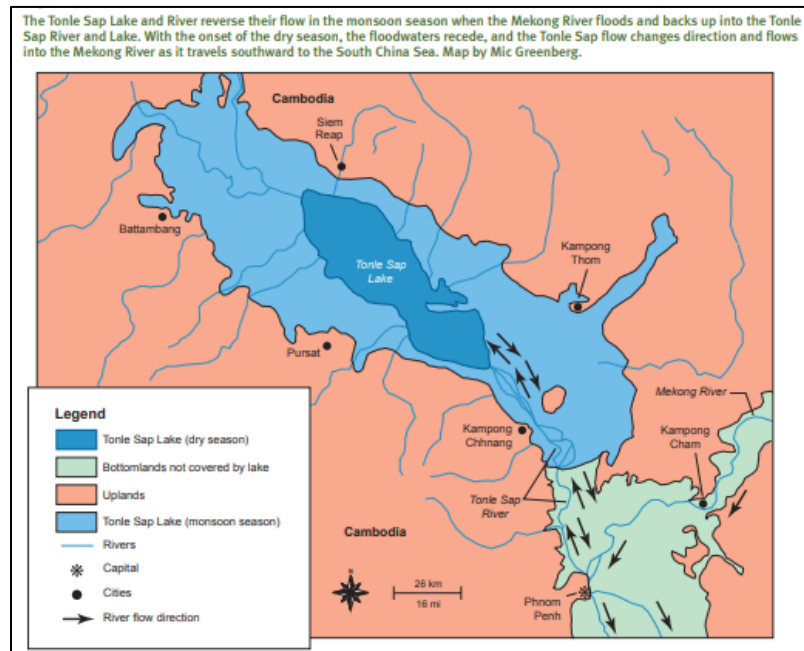 The Tonle Sap Lake and River reverse their flow in the monsoon season when the Mekong River floods and backs up into the Tonle
Sap River and Lake. With the onset of the dry season, the floodwaters recede, and the Tonle Sap flow changes direction and flows
into the Mekong River as it travels southward to the South China Sea. Map by Mic Greenberg.
Cambodia
Siem
Reap
Battambang
Tonle Sap
Lake
Kampong
Thom
Pursat
Mekong River
Kampong
Chhnang
Kampong
Cham
Tonle Sap
River
Cambodia
Phnom
Penh
Legend
Tonle Sap Lake (dry season)
Bottomlands not covered by lake
Uplands
Tonle Sap Lake (monsoon season)
Rivers
Capital
Cities
River flow direction
N
26 km
16 mi